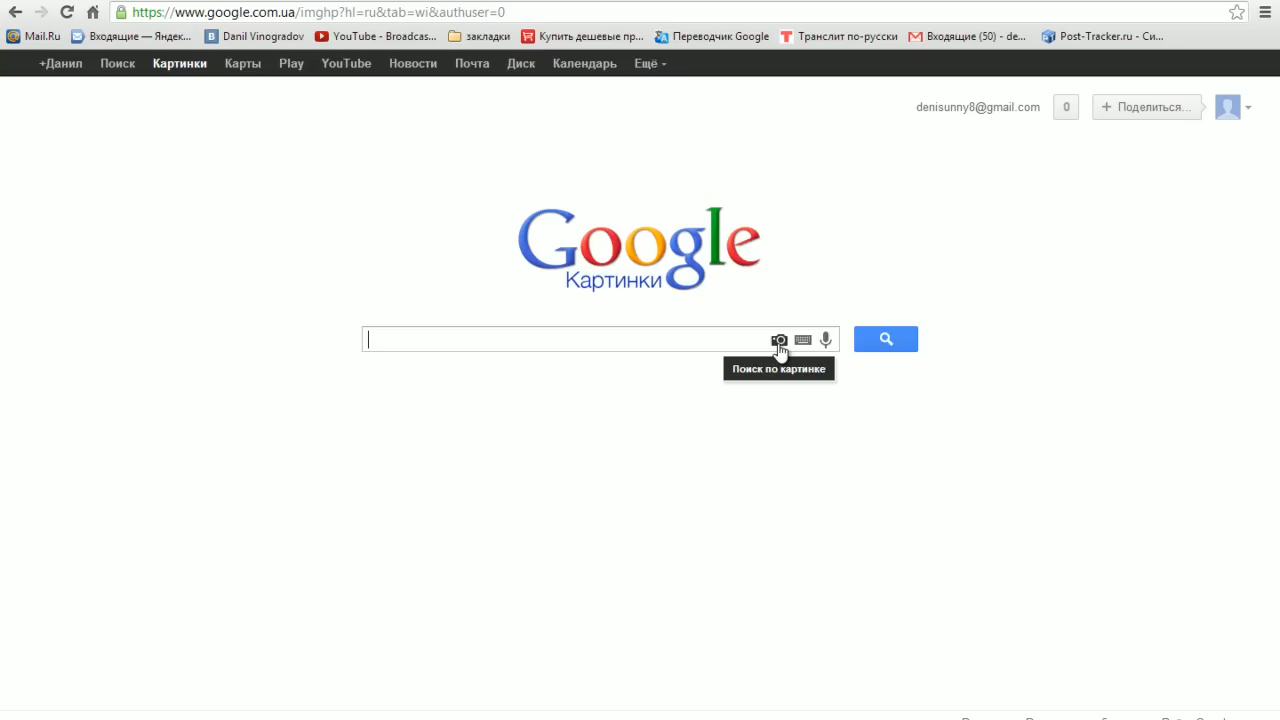 https://www.google.com.ua/imghp?hl=ru&tab=wi&authuser=0
Mail.Ru Входящие — Яндек... Danil Vinogradov YouTube - Broadcas... закладки Купить дешевые пр... Переводчик Google Транслит по-русски Входящие (50) - de... Post-Tracker.ru - Си...
+Данил Поиск Картинки Карты Play YouTube Новости Почта Диск Календарь Ещё
denisunny8@gmail.com 0 + Поделиться...
Google
Картинки
Поиск по картинке